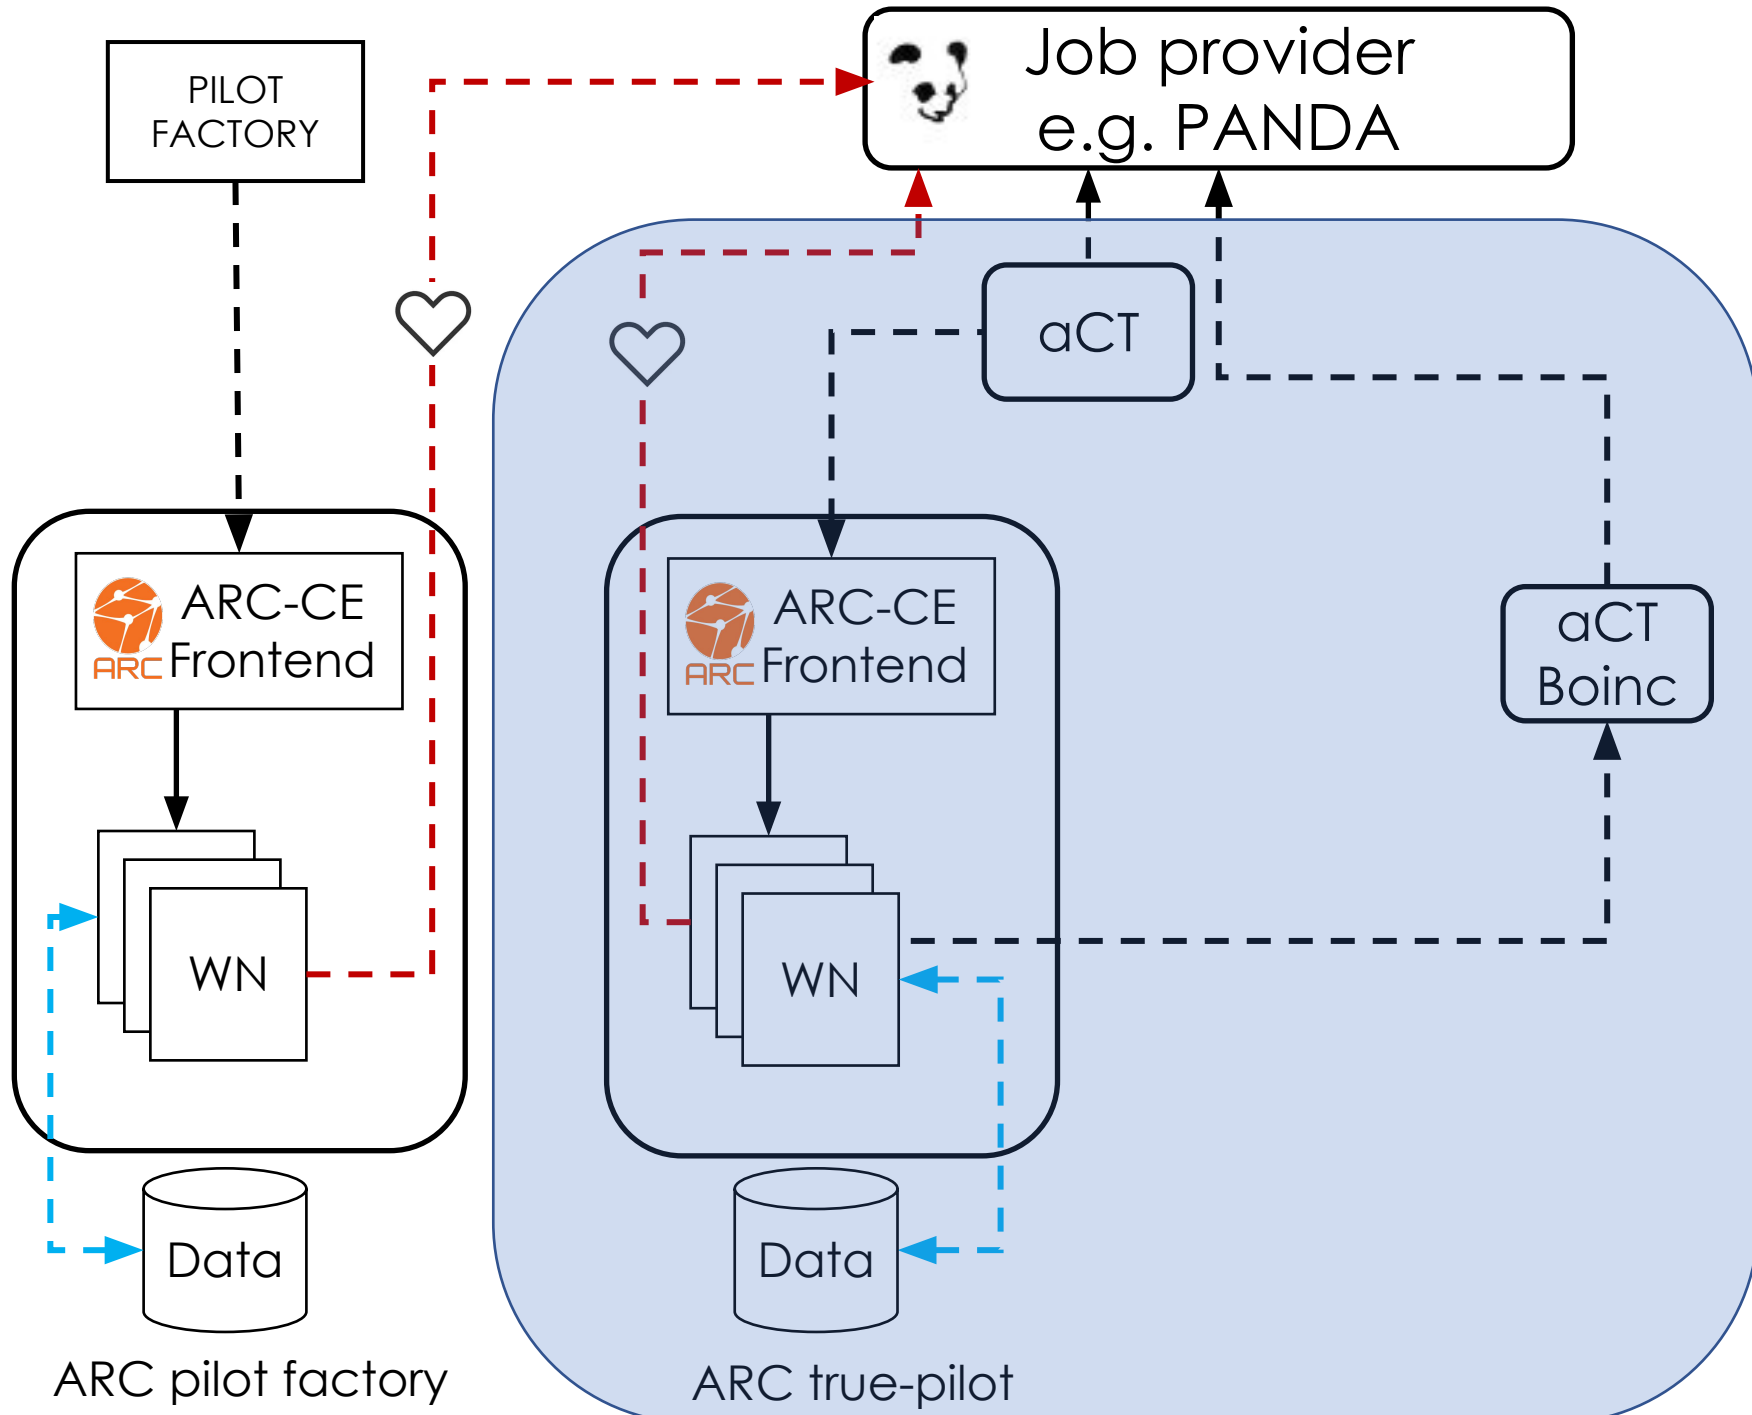 Job provider
e.g. PANDA
PILOT
FACTORY
aCT
ARC-CE
Frontend
ARC
ARC-CE
Frontend
ARC
aCT
Boinc
WN
WN
Data
Data
ARC pilot factory
ARC true-pilot